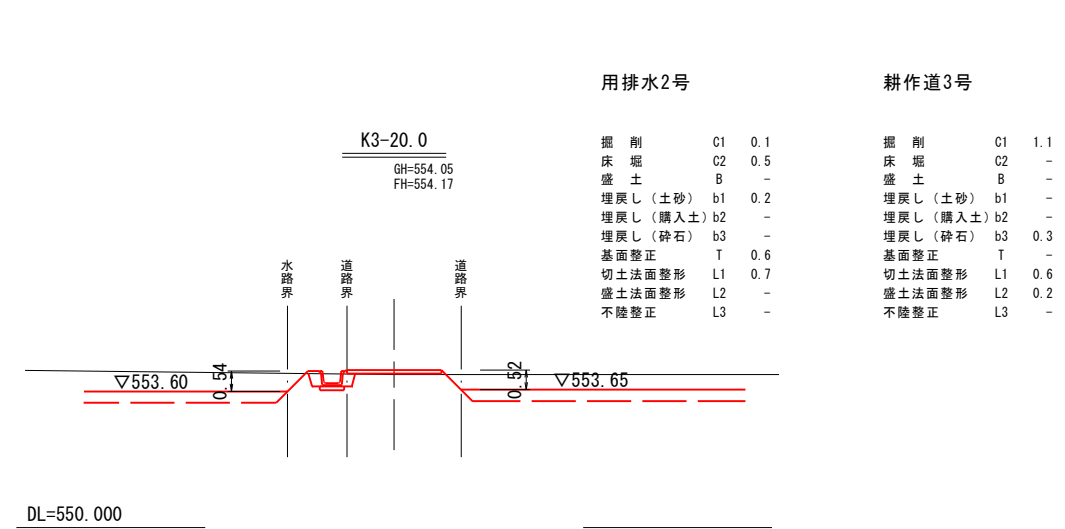 用排水2号
掘 削 C1 0.1
床 堀 C2 0.5
盛 土 B -
埋戻し(土砂) b1 0.2
埋戻し(購入土) b2 -
埋戻し(砕石) b3 -
基面整正 T 0.6
切土法面整形 L1 0.7
盛土法面整形 L2 -
不陸整正 L3 -
耕作道3号
掘 削 C1 1.1
床 堀 C2 -
盛 土 B -
埋戻し(土砂) b1 -
埋戻し(購入土) b2 -
埋戻し(砕石) b3 0.3
基面整正 T -
切土法面整形 L1 0.6
盛土法面整形 L2 0.2
不陸整正 L3 -
K3-20.0
GH=554.05
FH=554.17
水路界
道路界
道路界
▽553.60
0.54
0.52
▽553.65
DL=550.000